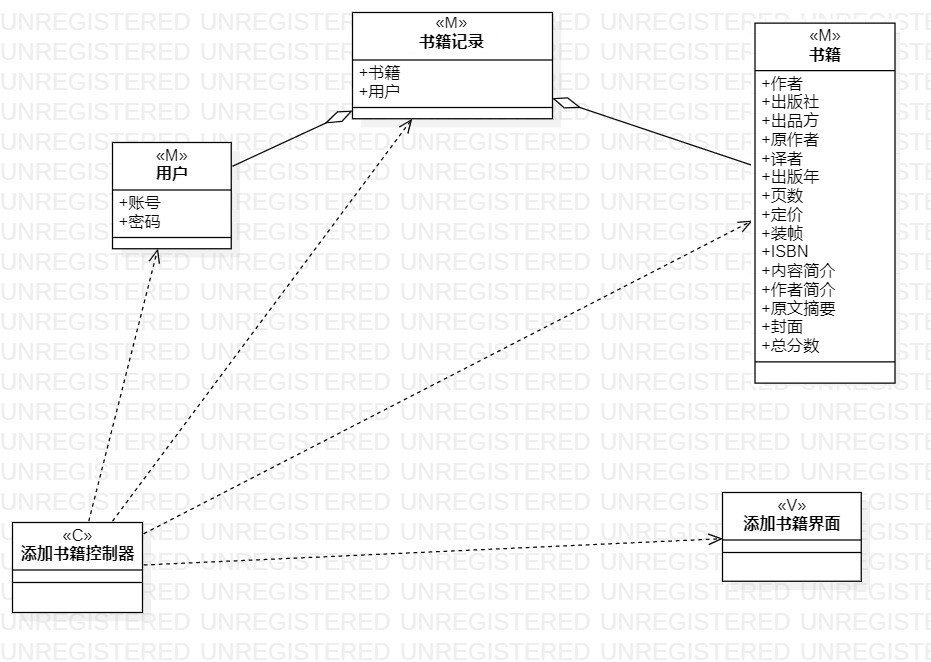 «M»
书籍记录
+书籍
+用户
«M»
书籍
+作者
+出版社
+出品方
+原作者
+译者
+出版年
+页数
+定价
+装帧
+ISBN
+内容简介
+作者简介
+原文摘要
+封面
+总分数
«M»
用户
+账号
+密码
«C»
添加书籍控制器
«V»
添加书籍界面
UNREGISTERED